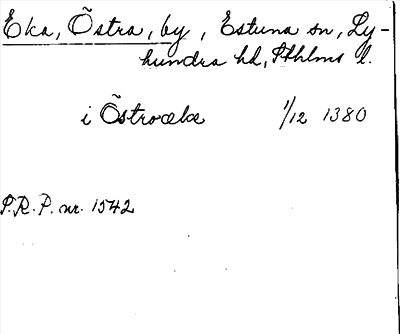 Eka, Östra, by, Estuna sn, Ly-
hundra hd, Sthlms l.
i Östroæke 1/12 1380
P.R.P. nr. 1542